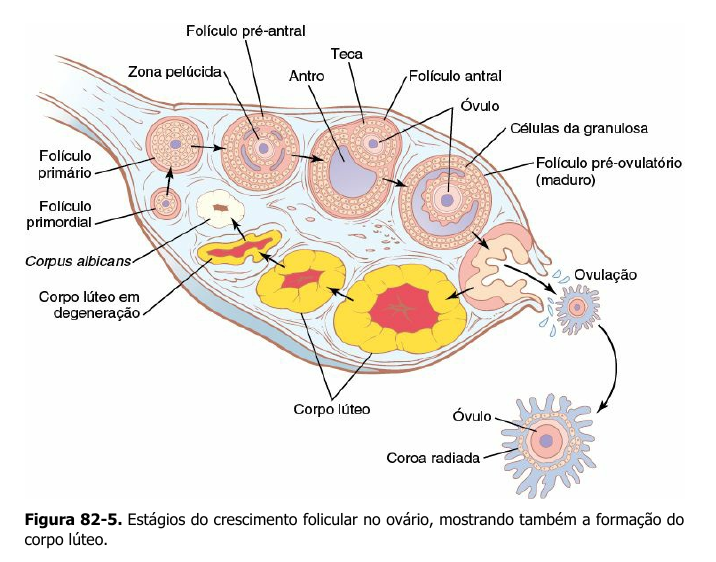 Folículo pré-antral
Teca
Zona pelúcida
Antro
Folículo antral
Óvulo
Células da granulosa
Folículo
primário
Folículo pré-ovulatório
(maduro)
Folículo
primordial
Corpus albicans
Corpo lúteo em
degeneração
Ovulação
Corpo lúteo
Óvulo
Coroa radiada
Figura 82-5. Estágios do crescimento folicular no ovário, mostrando também a formação do
corpo lúteo.